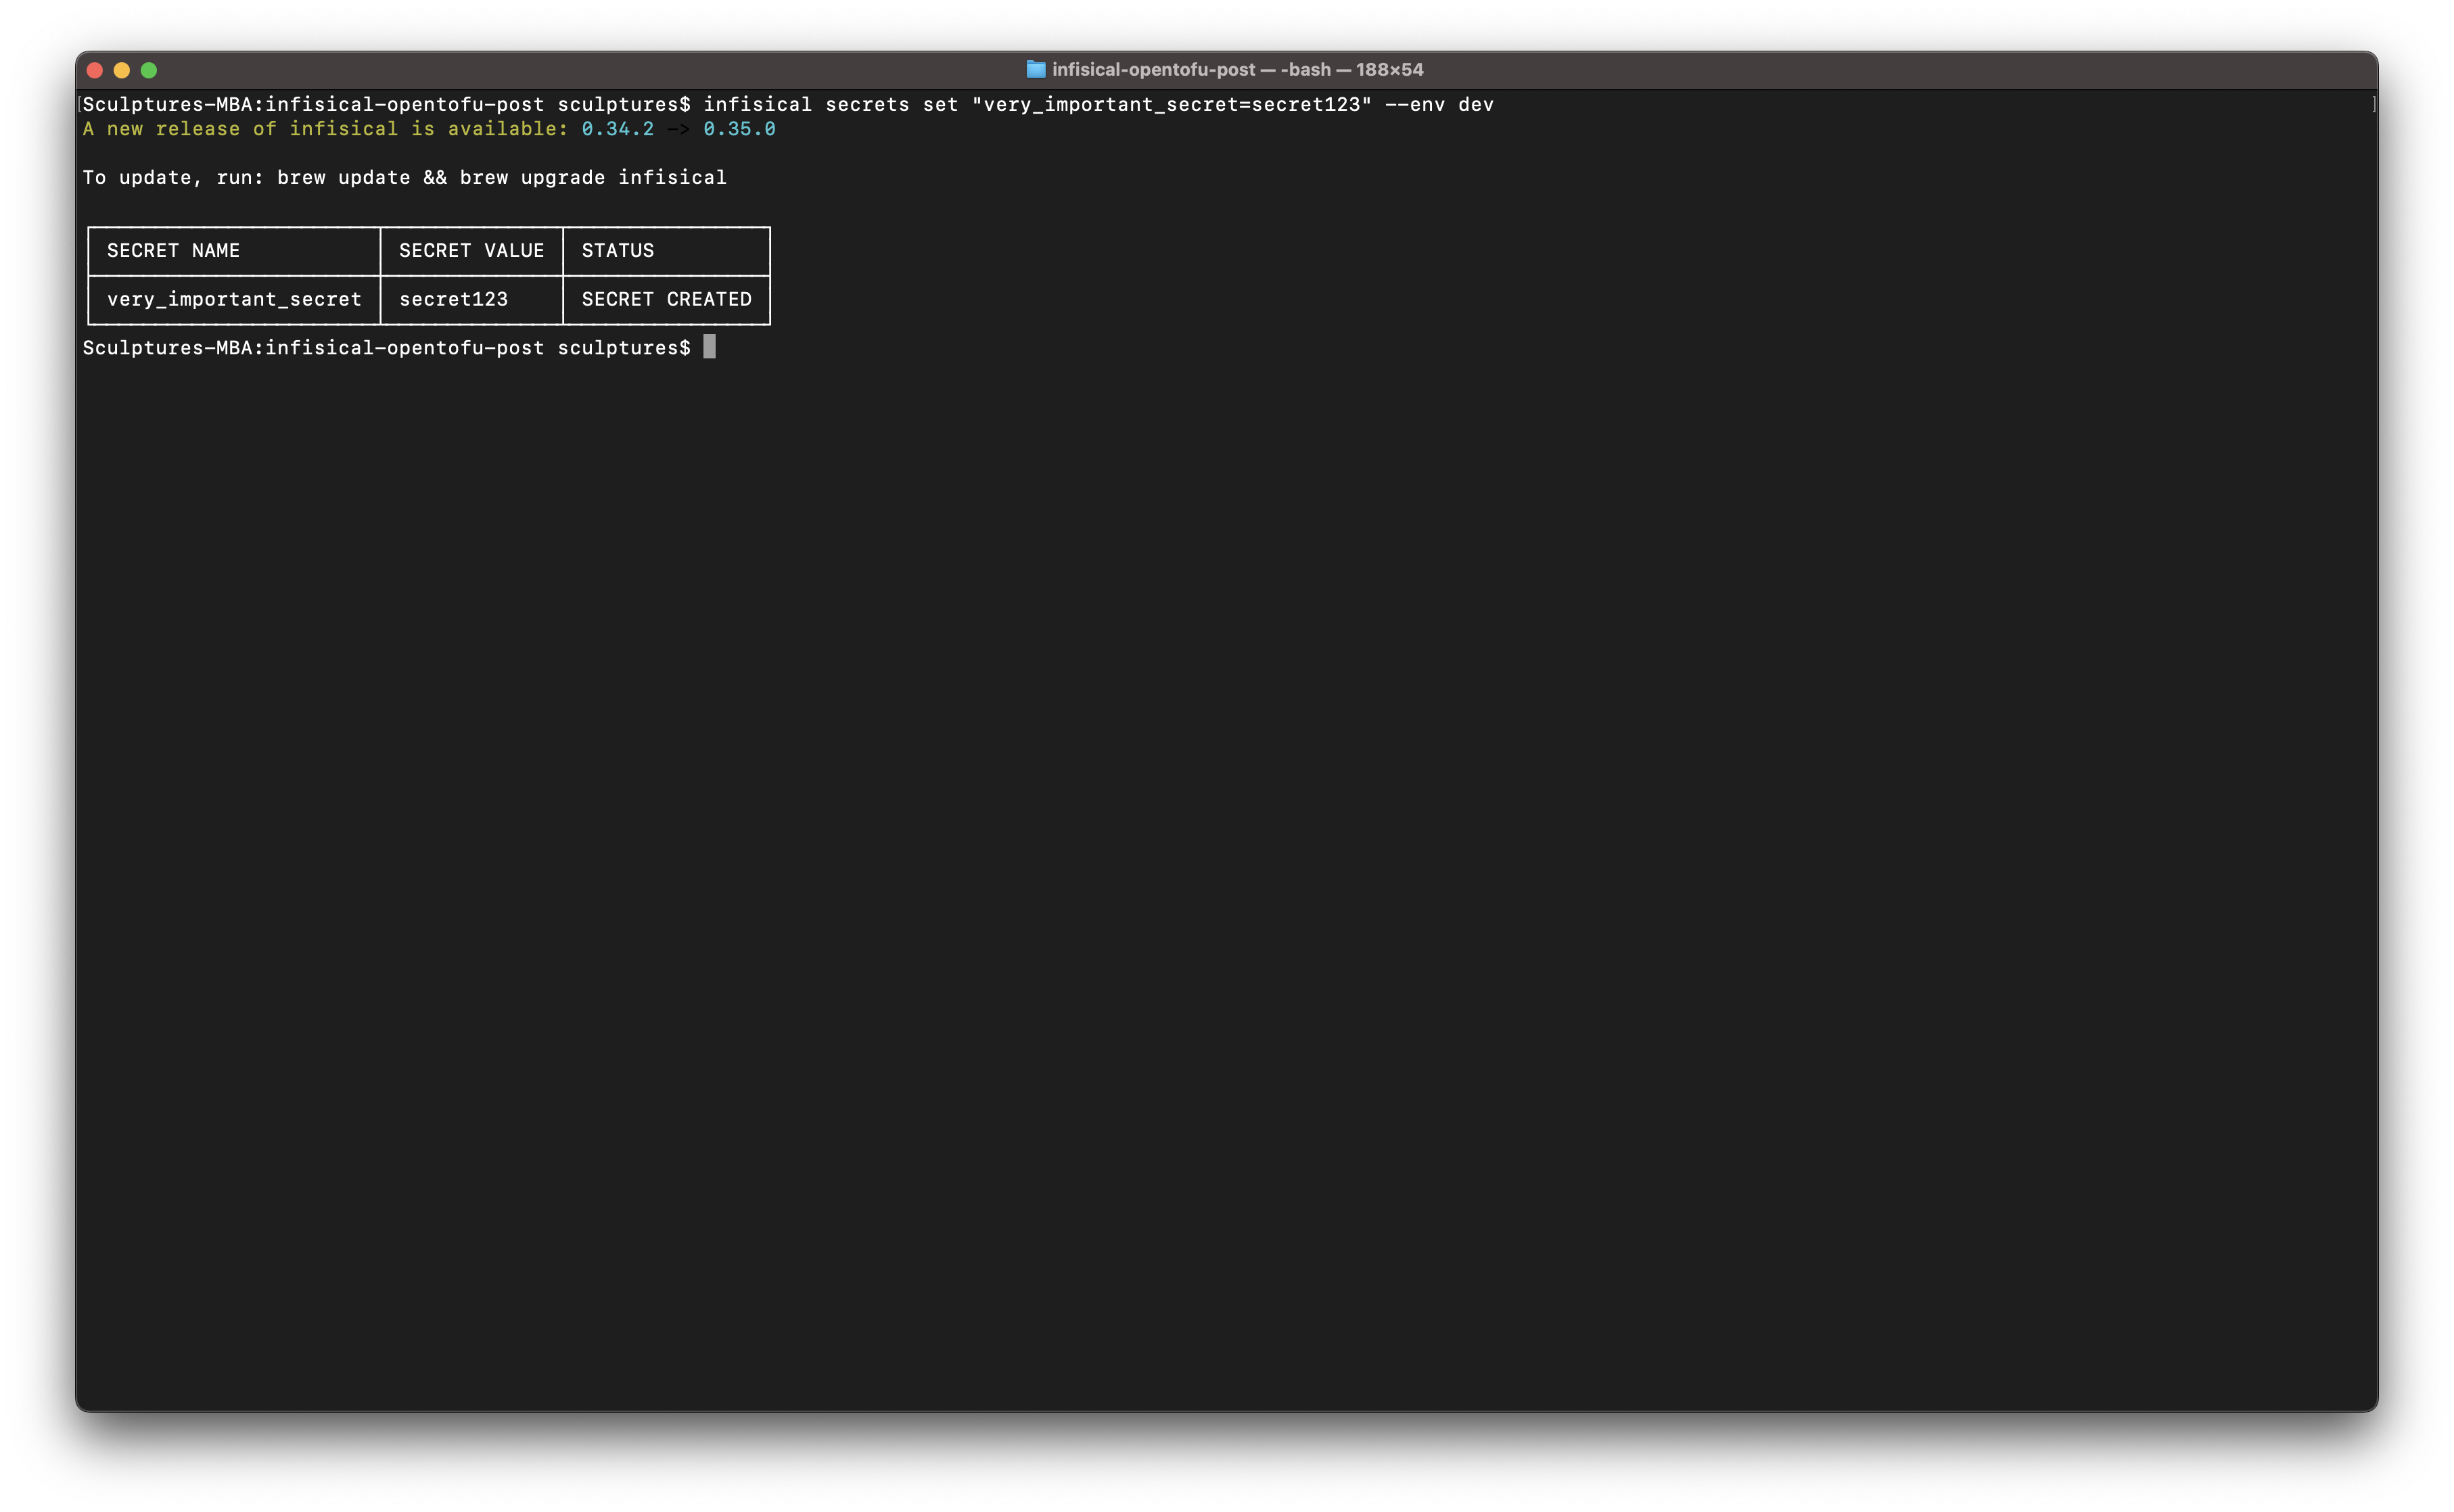 infisical-opentofu-post — -bash — 188×54
[Sculptures-MBA:infisical-opentofu-post sculptures$ infisical secrets set "very_important_secret=secret123" --env dev ]
A new release of infisical is available: 0.34.2 -> 0.35.0
To update, run: brew update && brew upgrade infisical
SECRET NAME SECRET VALUE STATUS
very_important_secret secret123 SECRET CREATED
Sculptures-MBA:infisical-opentofu-post sculptures$